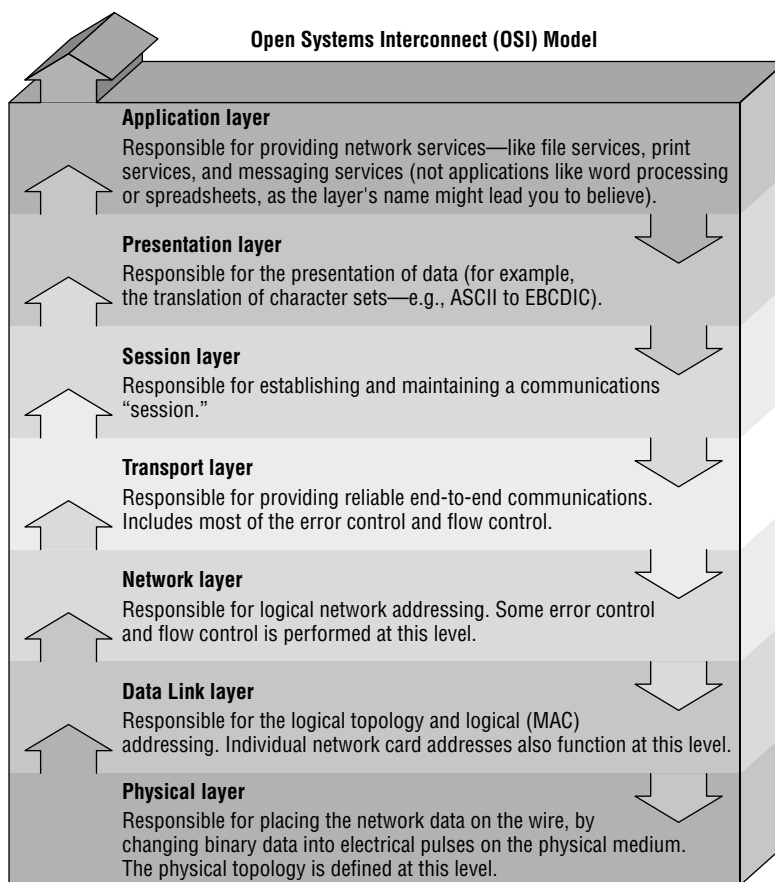 Open Systems Interconnect (OSI) Model
Application layer
Responsible for providing network services—like file services, print
services, and messaging services (not applications like word processing
or spreadsheets, as the layer's name might lead you to believe).
Presentation layer
Responsible for the presentation of data (for example,
the translation of character sets—e.g., ASCII to EBCDIC).
Session layer
Responsible for establishing and maintaining a communications
“session.”
Transport layer
Responsible for providing reliable end-to-end communications.
Includes most of the error control and flow control.
Network layer
Responsible for logical network addressing. Some error control
and flow control is performed at this level.
Data Link layer
Responsible for the logical topology and logical (MAC)
addressing. Individual network card addresses also function at this level.
Physical layer
Responsible for placing the network data on the wire, by
changing binary data into electrical pulses on the physical medium.
The physical topology is defined at this level.